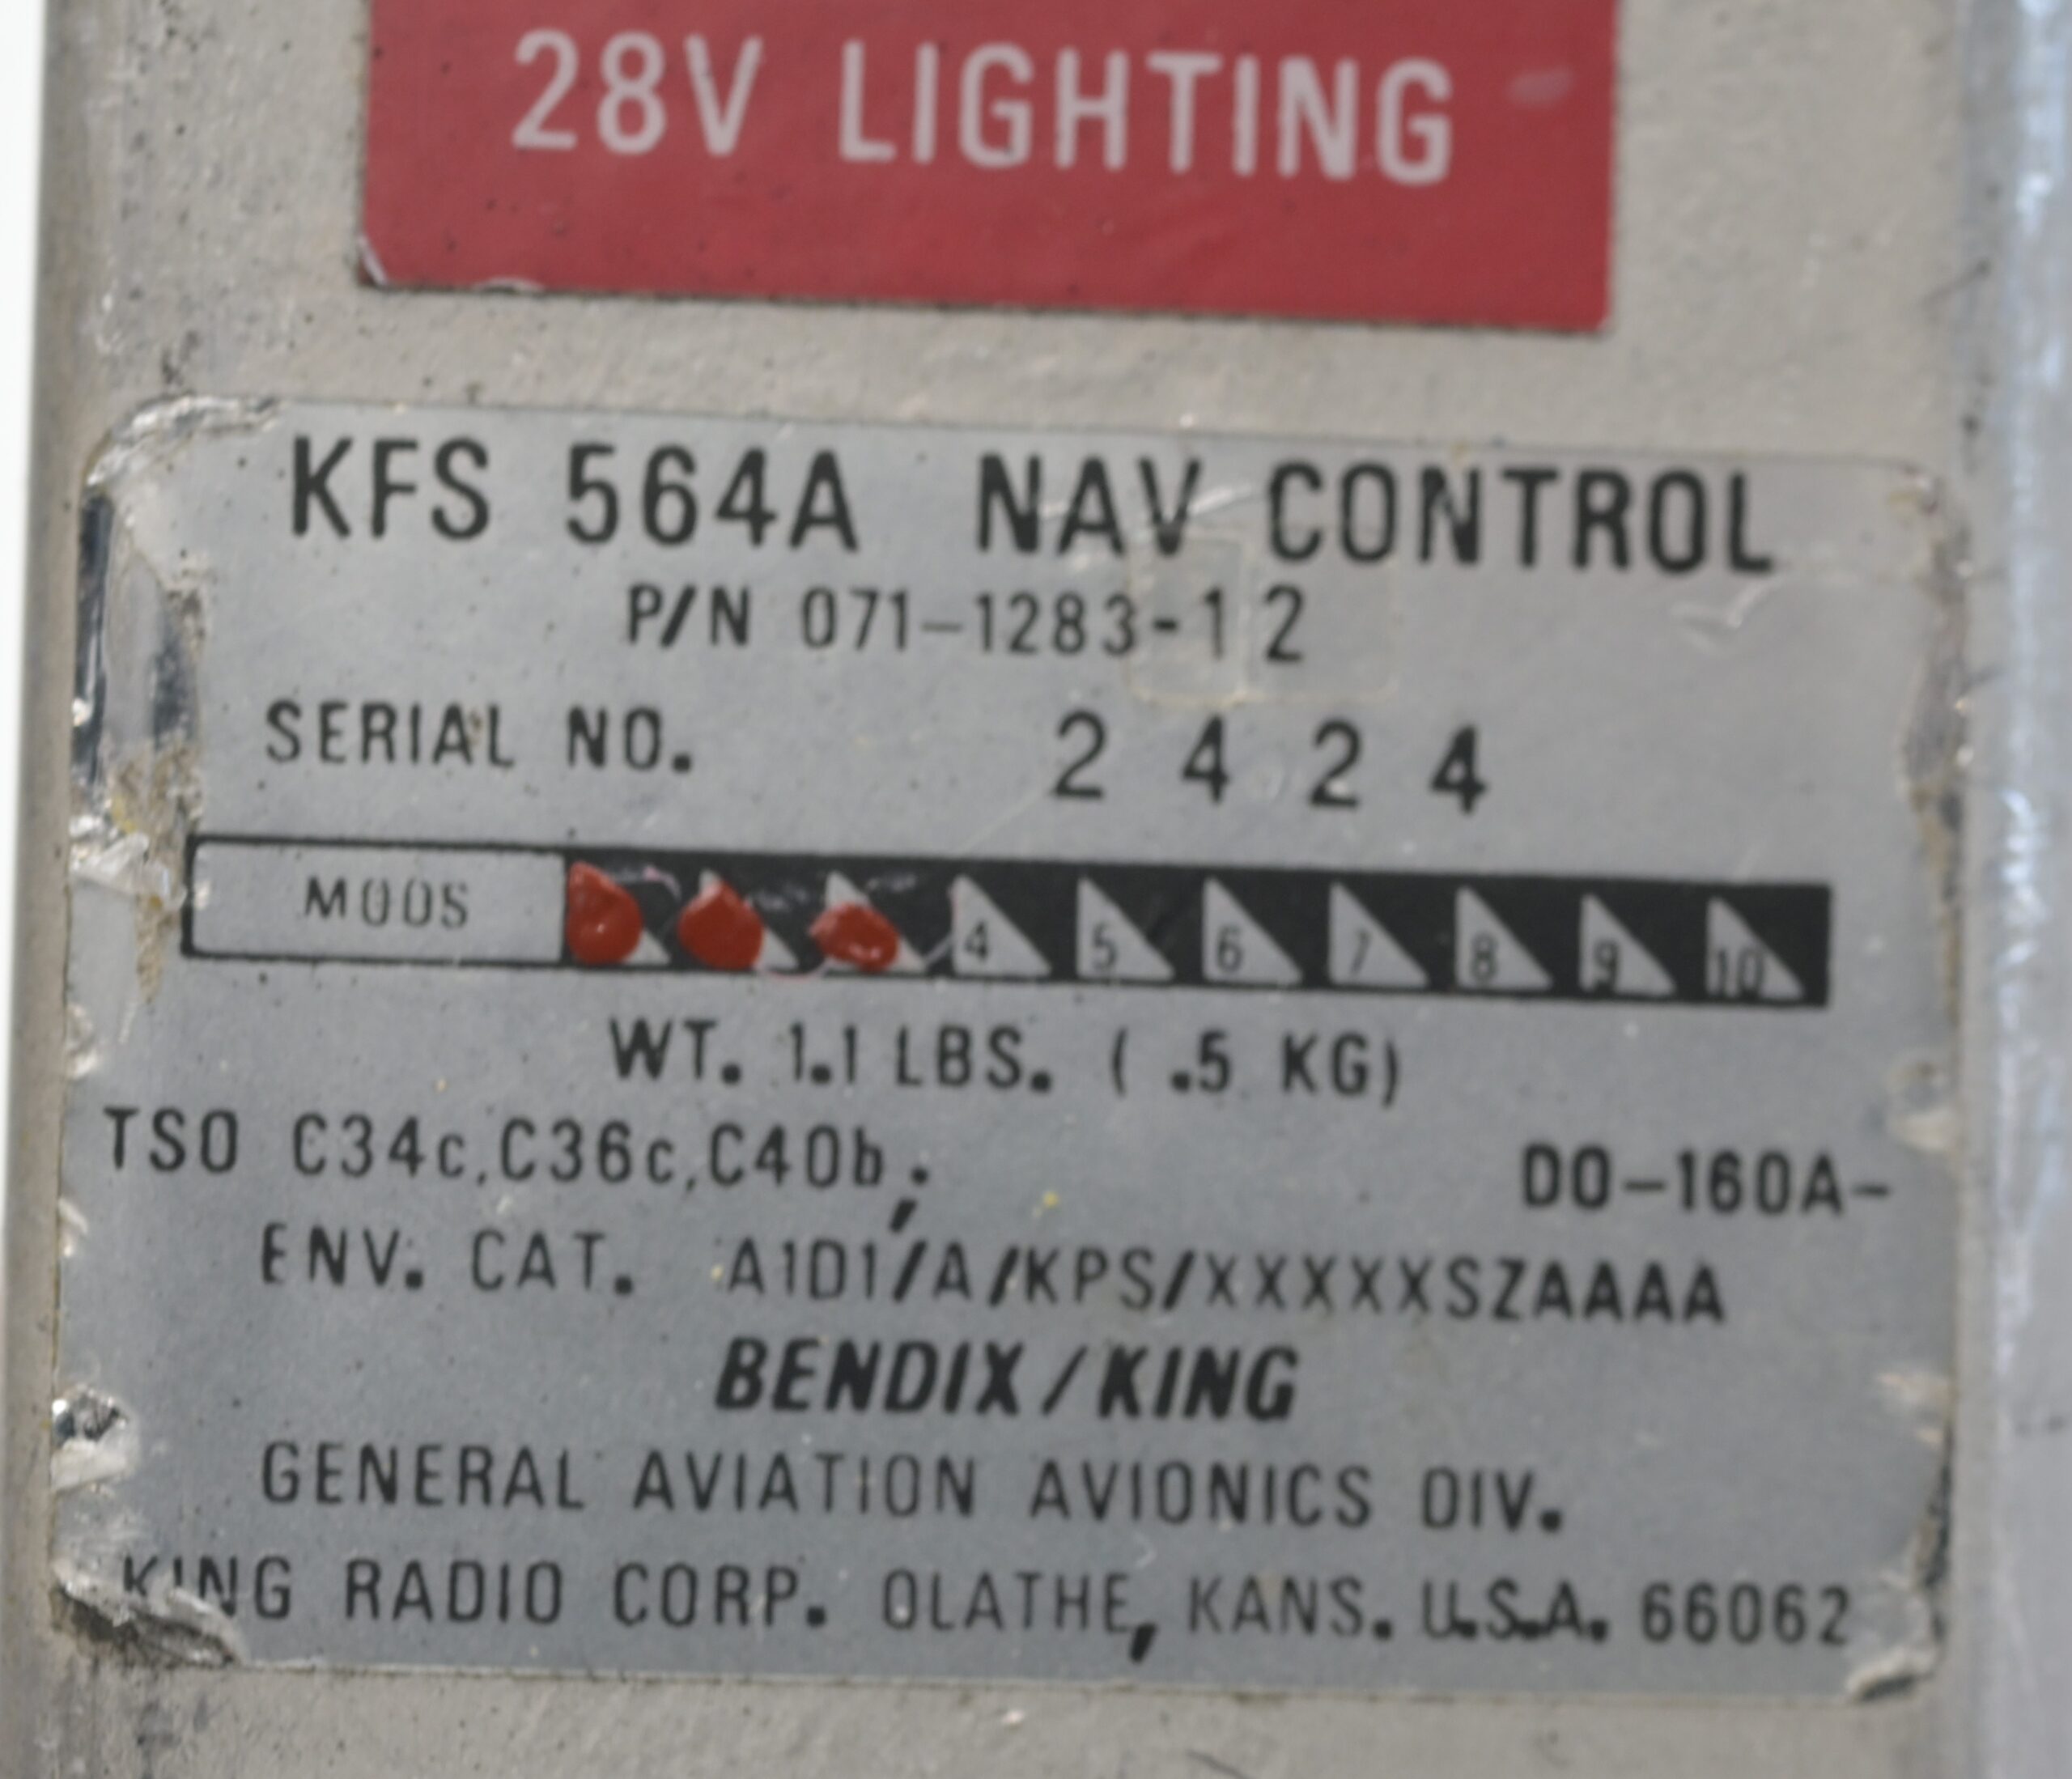 28V LIGHTING
KFS 564A NAV CONTROL
P/N 071-1283-12
SERIAL NO. 2424
MODS 4 5 6 7 8 9 10
WT. 1.1 LBS. ( .5 KG)
TSO C34c,C36c,C40b; DO-160A-
ENV. CAT. A1D1/A/KPS/XXXXXXSZAAAA
BENDIX/KING
GENERAL AVIATION AVIONICS DIV.
KING RADIO CORP. OLATHE, KANS. U.S.A. 66062